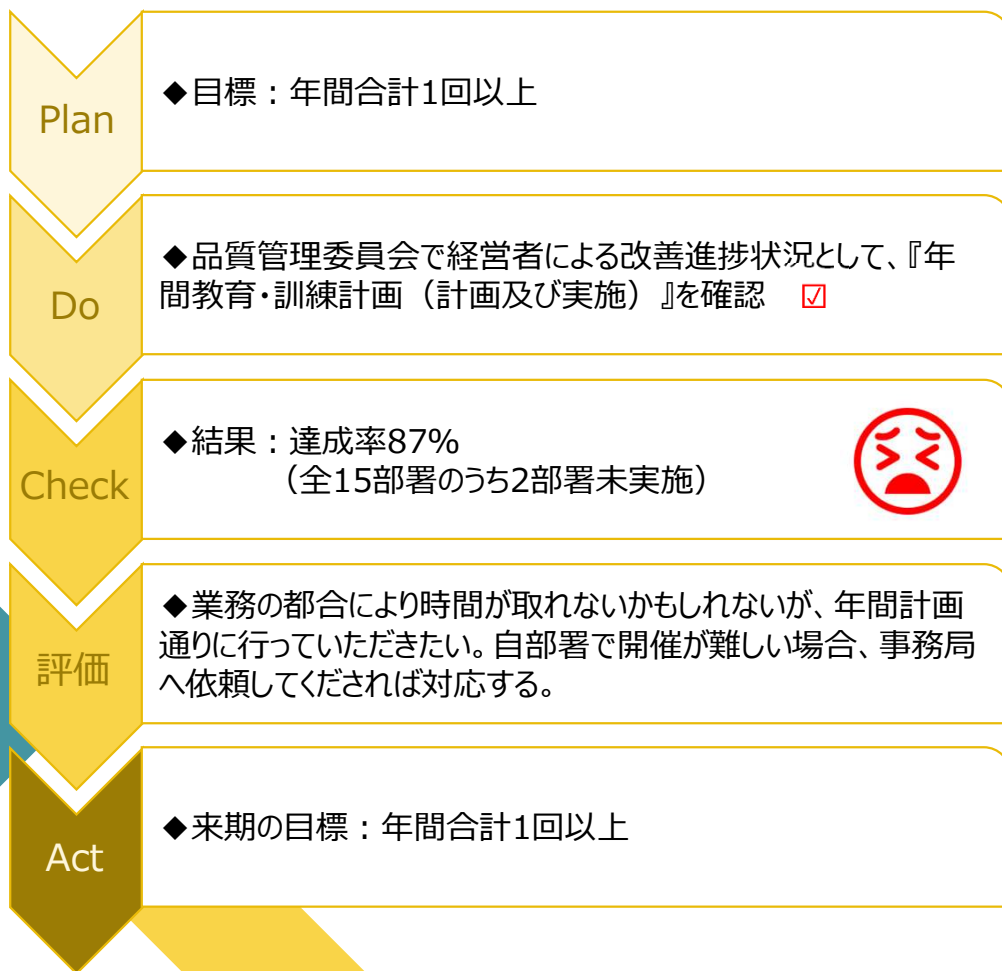 Plan
◆目標：年間合計1回以上
Do
◆品質管理委員会で経営者による改善進捗状況として、『年
間教育・訓練計画（計画及び実施）』を確認　☑
Check
◆結果：達成率87%
（全15部署のうち2部署未実施）
評価
◆業務の都合により時間が取れないかもしれないが、年間計画
通りに行っていただきたい。自部署で開催が難しい場合、事務局
へ依頼してくだされば対応する。
Act
◆来期の目標：年間合計1回以上